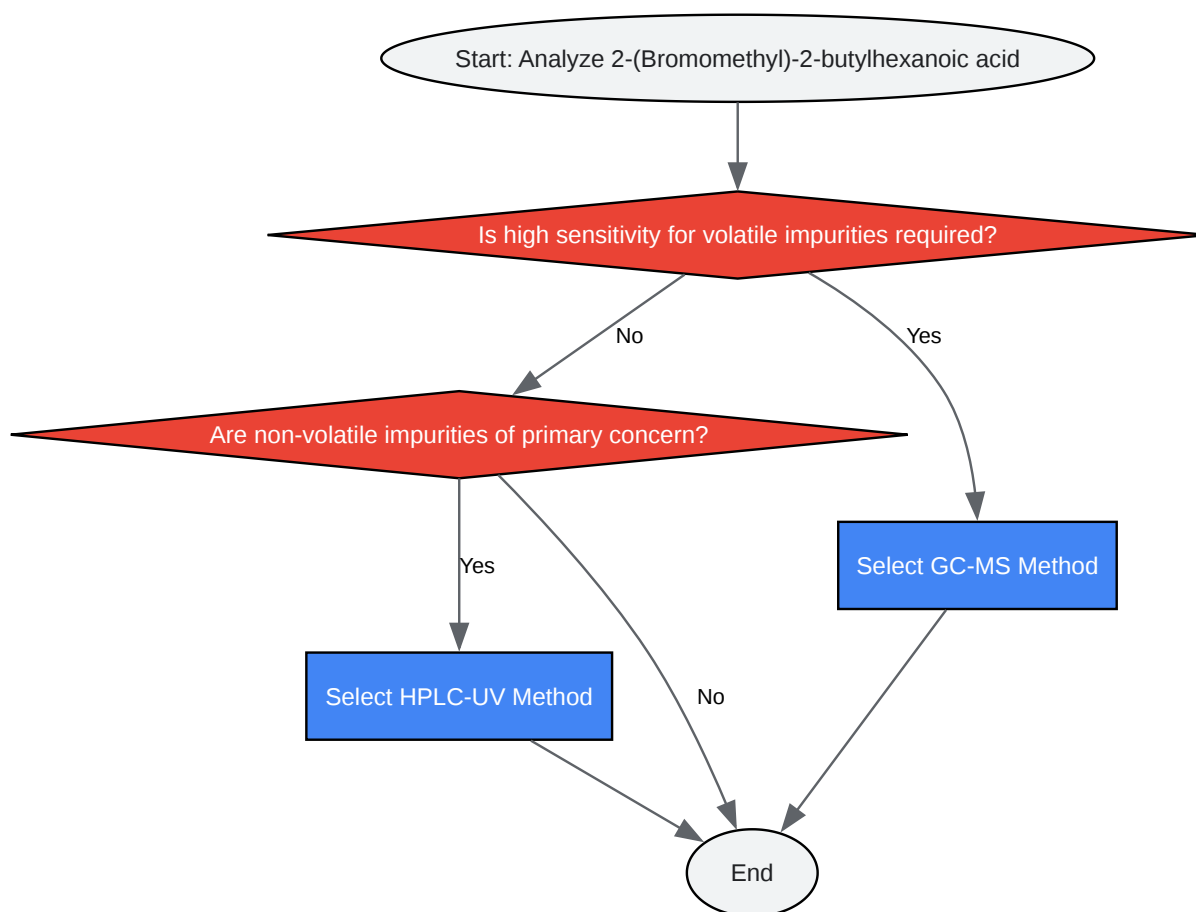 Start: Analyze 2-(Bromomethyl)-2-butylhexanoic acid
Is high sensitivity for volatile impurities required?
No
Yes
Are non-volatile impurities of primary concern?
Yes
Select GC-MS Method
Select HPLC-UV Method
No
End